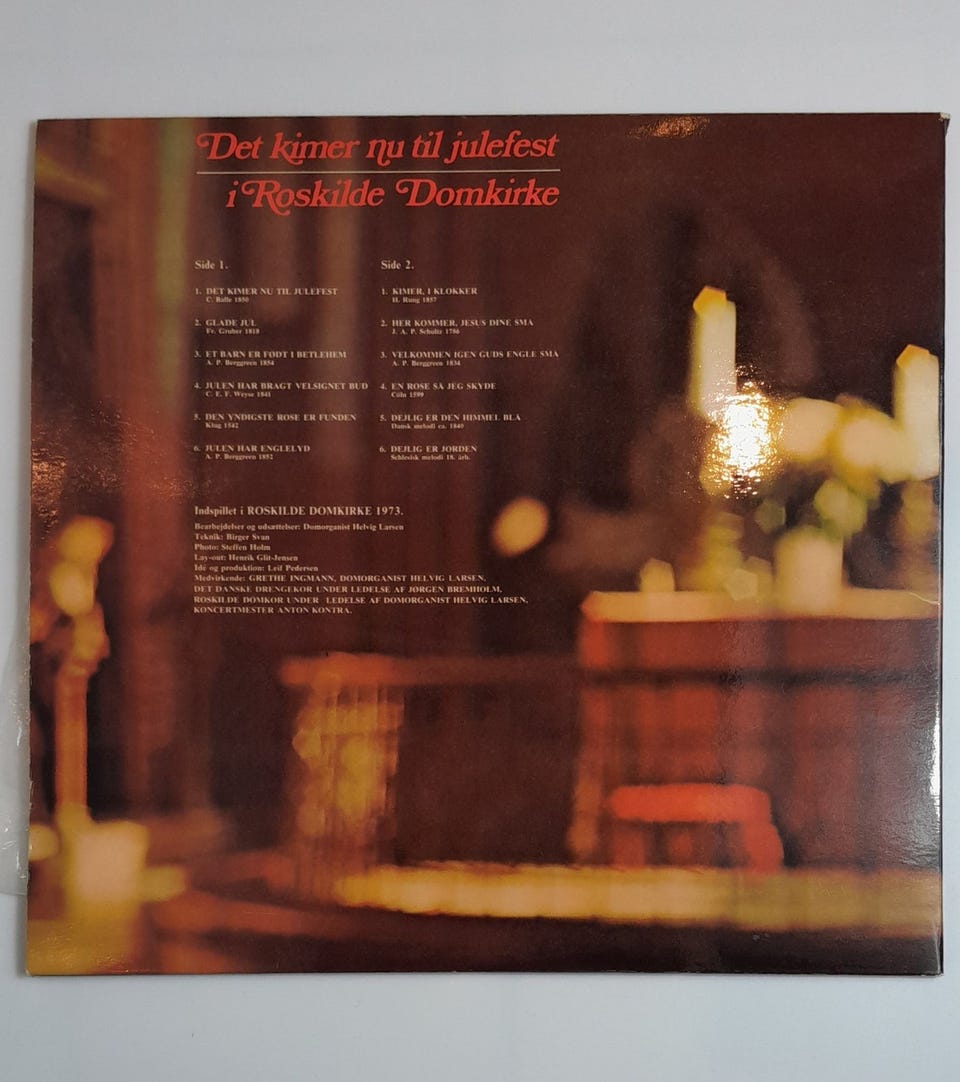 Det kimer nu til julefest
i Roskilde Domkirke
Side 1.
1. DET KIMER NU TIL JULEFEST
C. Balle 1850
2. GLADE JUL
Fr. Gruber 1818
3. ET BARN ER FØDT I BETLEHEM
A. P. Berggreen 1854
4. JULEN HAR BRAGT VELSIGNET BUD
C. E. F. Weyse 1841
5. DEN YNDIGSTE ROSE ER FUNDEN
Klug 1542
6. JULEN HAR ENGLELYD
A. P. Berggreen 1852
Side 2.
1. KIMER, I KLOKKER
H. Rung 1857
2. HER KOMMER, JESUS DINE SMÅ
J. A. P. Schultz 1786
3. VELKOMMEN IGEN GUDS ENGLE SMÅ
A. P. Berggreen 1834
4. EN ROSE SÅ JEG SKYDE
Cöln 1599
5. DEJLIG ER DEN HIMMEL BLÅ
Dansk melodi ca. 1840
6. DEJLIG ER JORDEN
Schlesisk melodi 18. årh.
Indspillet i ROSKILDE DOMKIRKE 1973.
Bearbejdelser og udsættelser: Domorganist Helvig Larsen
Teknik: Birger Svan
Photo: Steffen Holm
Lay-out: Henrik Glit-Jensen
Idé og produktion: Leif Pedersen
Medvirkende: GRETHE INGMANN, DOMORGANIST HELVIG LARSEN,
DET DANSKE DRENGEKOR UNDER LEDELSE AF JØRGEN BREMHOLM,
ROSKILDE DOMKOR UNDER LEDELSE AF DOMORGANIST HELVIG LARSEN,
KONCERTMESTER ANTON KONTRA.